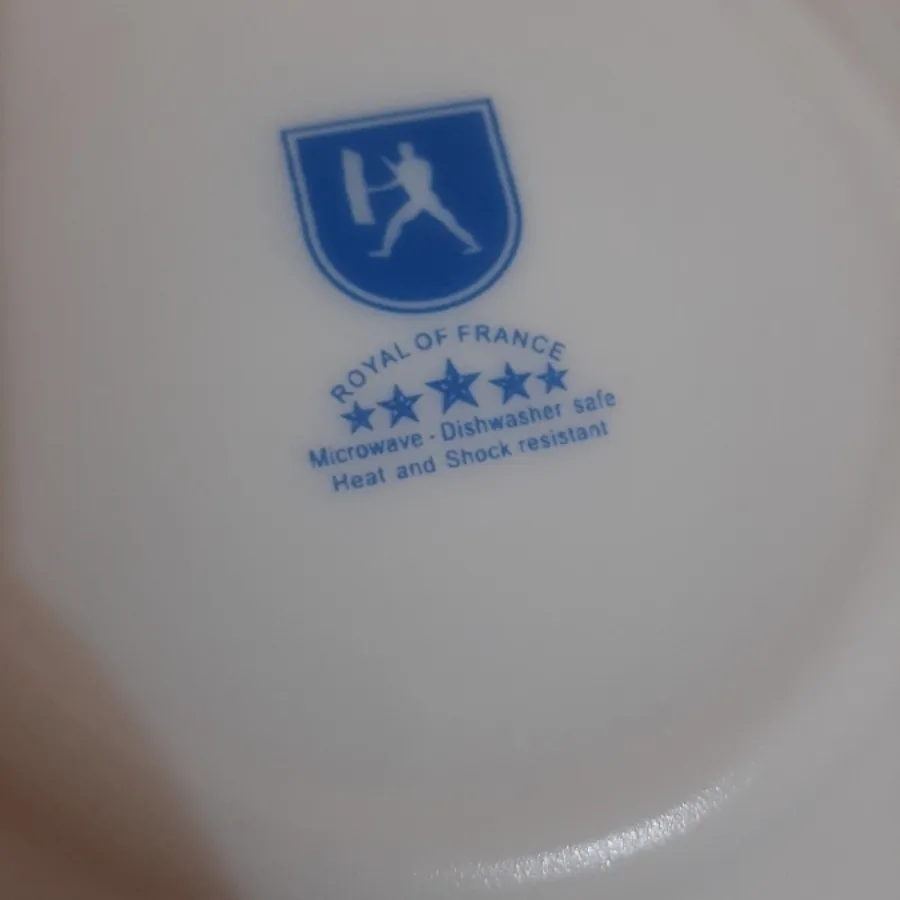 ROYAL OF FRANCE
Microwave - Dishwasher safe
Heat and Shock resistant